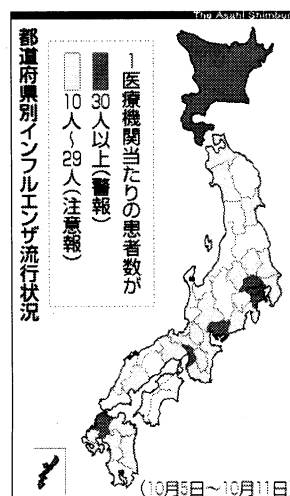 The Asahi Shimbun
都道府県別インフルエンザ流行状況
1医療機関当たりの患者数が
30人以上(警報)
10人～29人(注意報)
(10月5日～10月11日